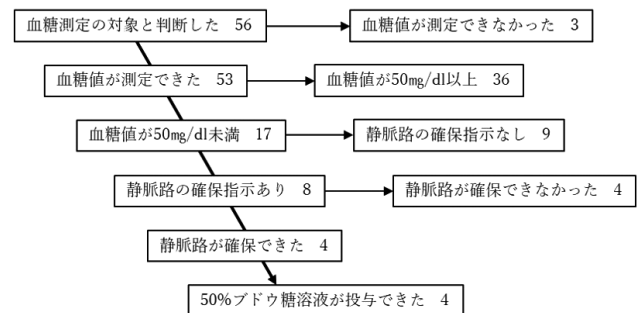 血糖測定の対象と判断した 56
血糖値が測定できなかった 3
血糖値が測定できた 53
血糖値が50㎎/dl以上 36
血糖値が50㎎/dl未満 17
静脈路の確保指示なし 9
静脈路の確保指示あり 8
静脈路が確保できなかった 4
静脈路が確保できた 4
50%ブドウ糖溶液が投与できた 4